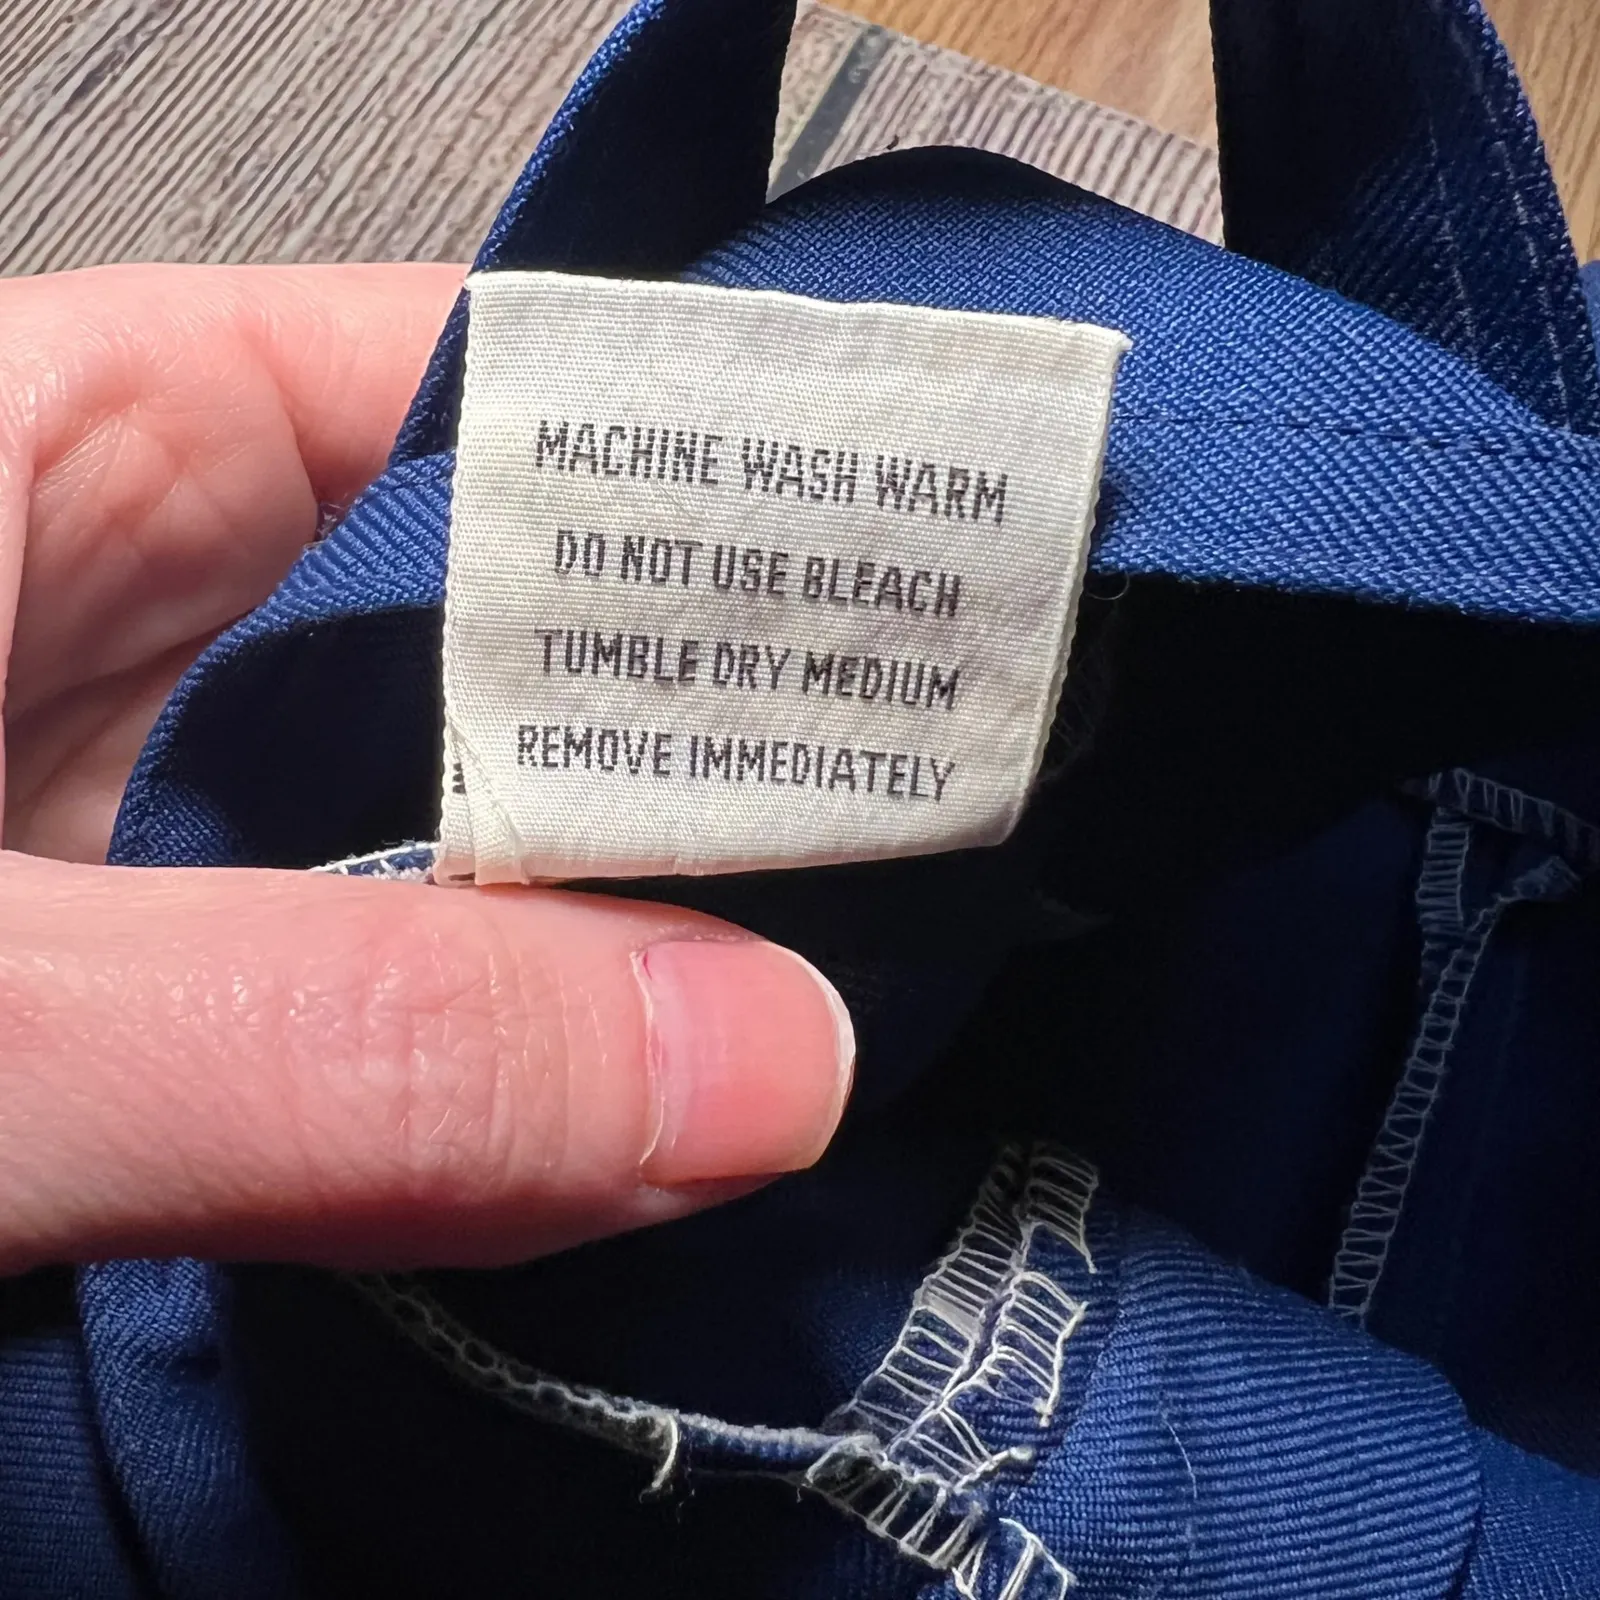 MACHINE WASH WARM
DO NOT USE BLEACH
TUMBLE DRY MEDIUM
REMOVE IMMEDIATELY